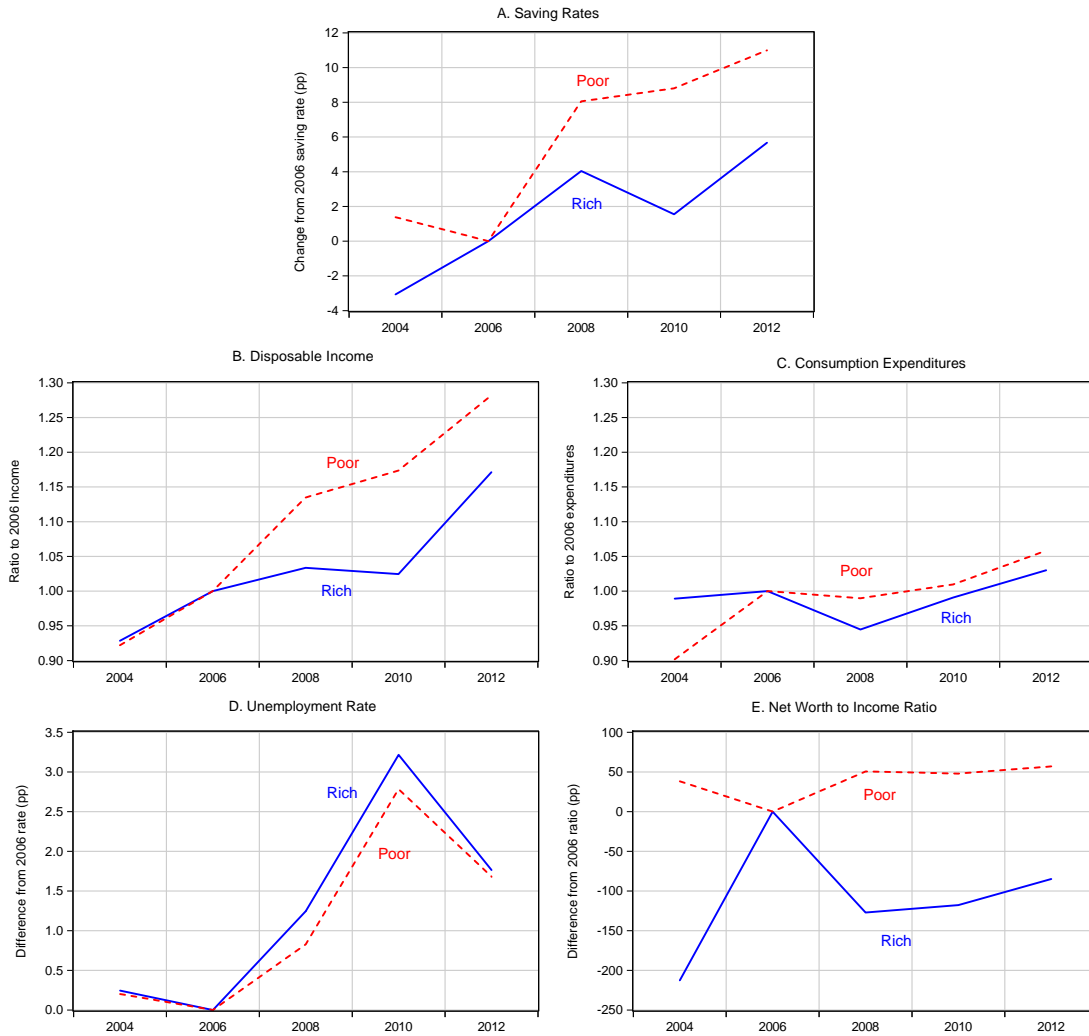 A. Saving Rates
Change from 2006 saving rate (pp)
12
10
8
6
4
2
0
-2
-4
Poor
Rich
2004 2006 2008 2010 2012
B. Disposable Income
Ratio to 2006 Income
1.30
1.25
1.20
1.15
1.10
1.05
1.00
0.95
0.90
Poor
Rich
2004 2006 2008 2010 2012
C. Consumption Expenditures
Ratio to 2006 expenditures
1.30
1.25
1.20
1.15
1.10
1.05
1.00
0.95
0.90
Poor
Rich
2004 2006 2008 2010 2012
D. Unemployment Rate
Difference from 2006 rate (pp)
3.5
3.0
2.5
2.0
1.5
1.0
0.5
0.0
Rich
Poor
2004 2006 2008 2010 2012
E. Net Worth to Income Ratio
Difference from 2006 ratio (pp)
100
50
0
-50
-100
-150
-200
-250
Poor
Rich
2004 2006 2008 2010 2012